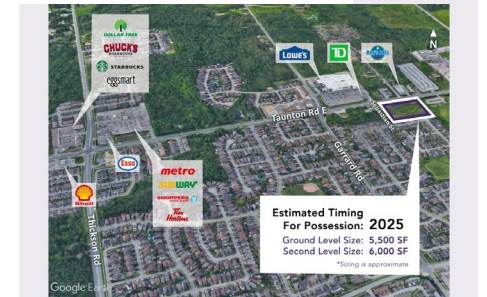 DOLLAR TREE
CHUCK'S
ROADHOUSE
STARBUCKS
eggsmart
LOWE'S
TD
N
Taunton Rd E
Garrard Rd
Esso
metro
SUBWAY
SHOPPERS
Tim
Hortons
Shell
Thickson Rd
Estimated Timing
For Possession: 2025
Ground Level Size: 5,500 SF
Second Level Size: 6,000 SF
*Sizing is approximate
Google Earth